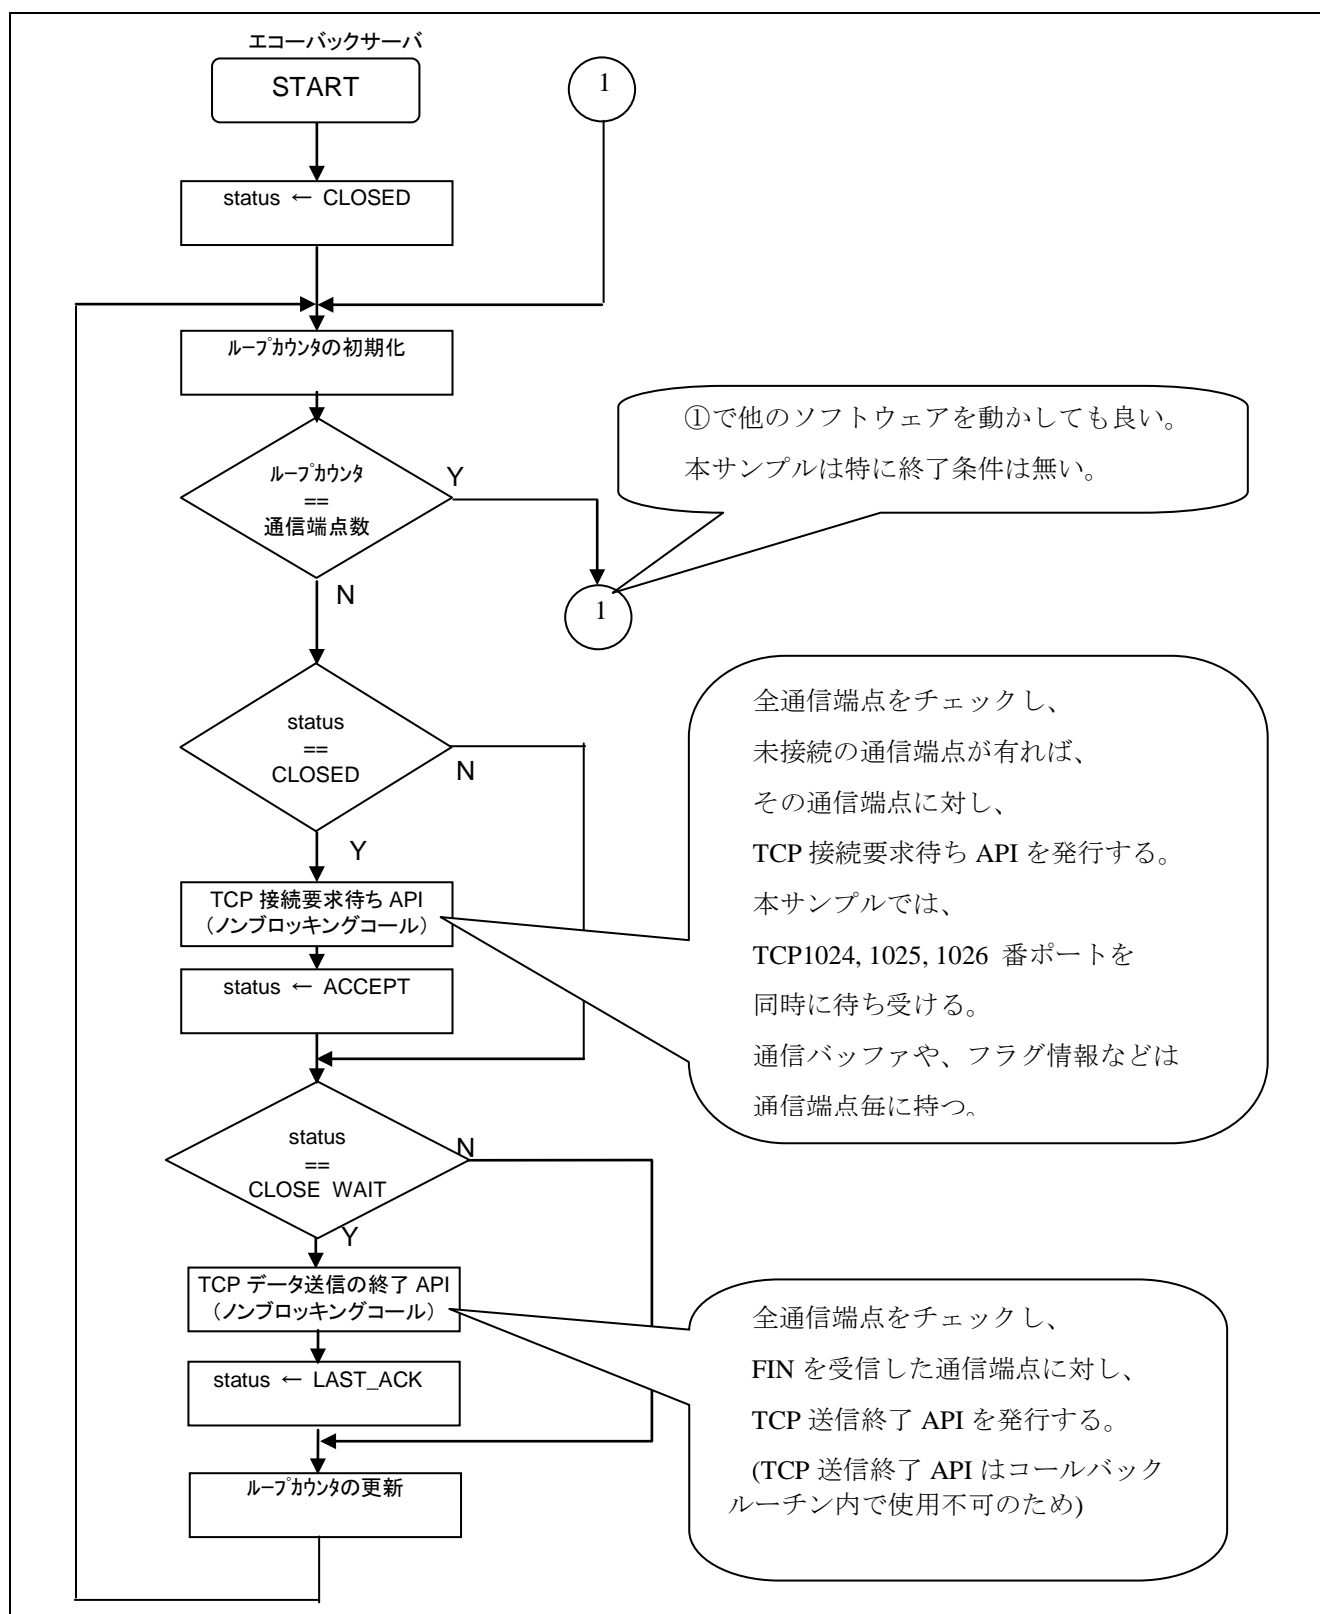 エコーバックサーバ
START
1
status ← CLOSED
ループカウンタの初期化
ループカウンタ
==
通信端点数
Y
N
①で他のソフトウェアを動かしても良い。
本サンプルは特に終了条件は無い。
1
status
==
CLOSED
N
Y
TCP 接続要求待ち API
（ノンブロッキングコール）
status ← ACCEPT
全通信端点をチェックし、
未接続の通信端点が有れば、
その通信端点に対し、
TCP 接続要求待ち API を発行する。
本サンプルでは、
TCP1024, 1025, 1026 番ポートを
同時に待ち受ける。
通信バッファや、フラグ情報などは
通信端点毎に持つ。
status
==
CLOSE WAIT
N
Y
TCP データ送信の終了 API
（ノンブロッキングコール）
status ← LAST_ACK
ループカウンタの更新
全通信端点をチェックし、
FIN を受信した通信端点に対し、
TCP 送信終了 API を発行する。
(TCP 送信終了 API はコールバック
ルーチン内で使用不可のため)